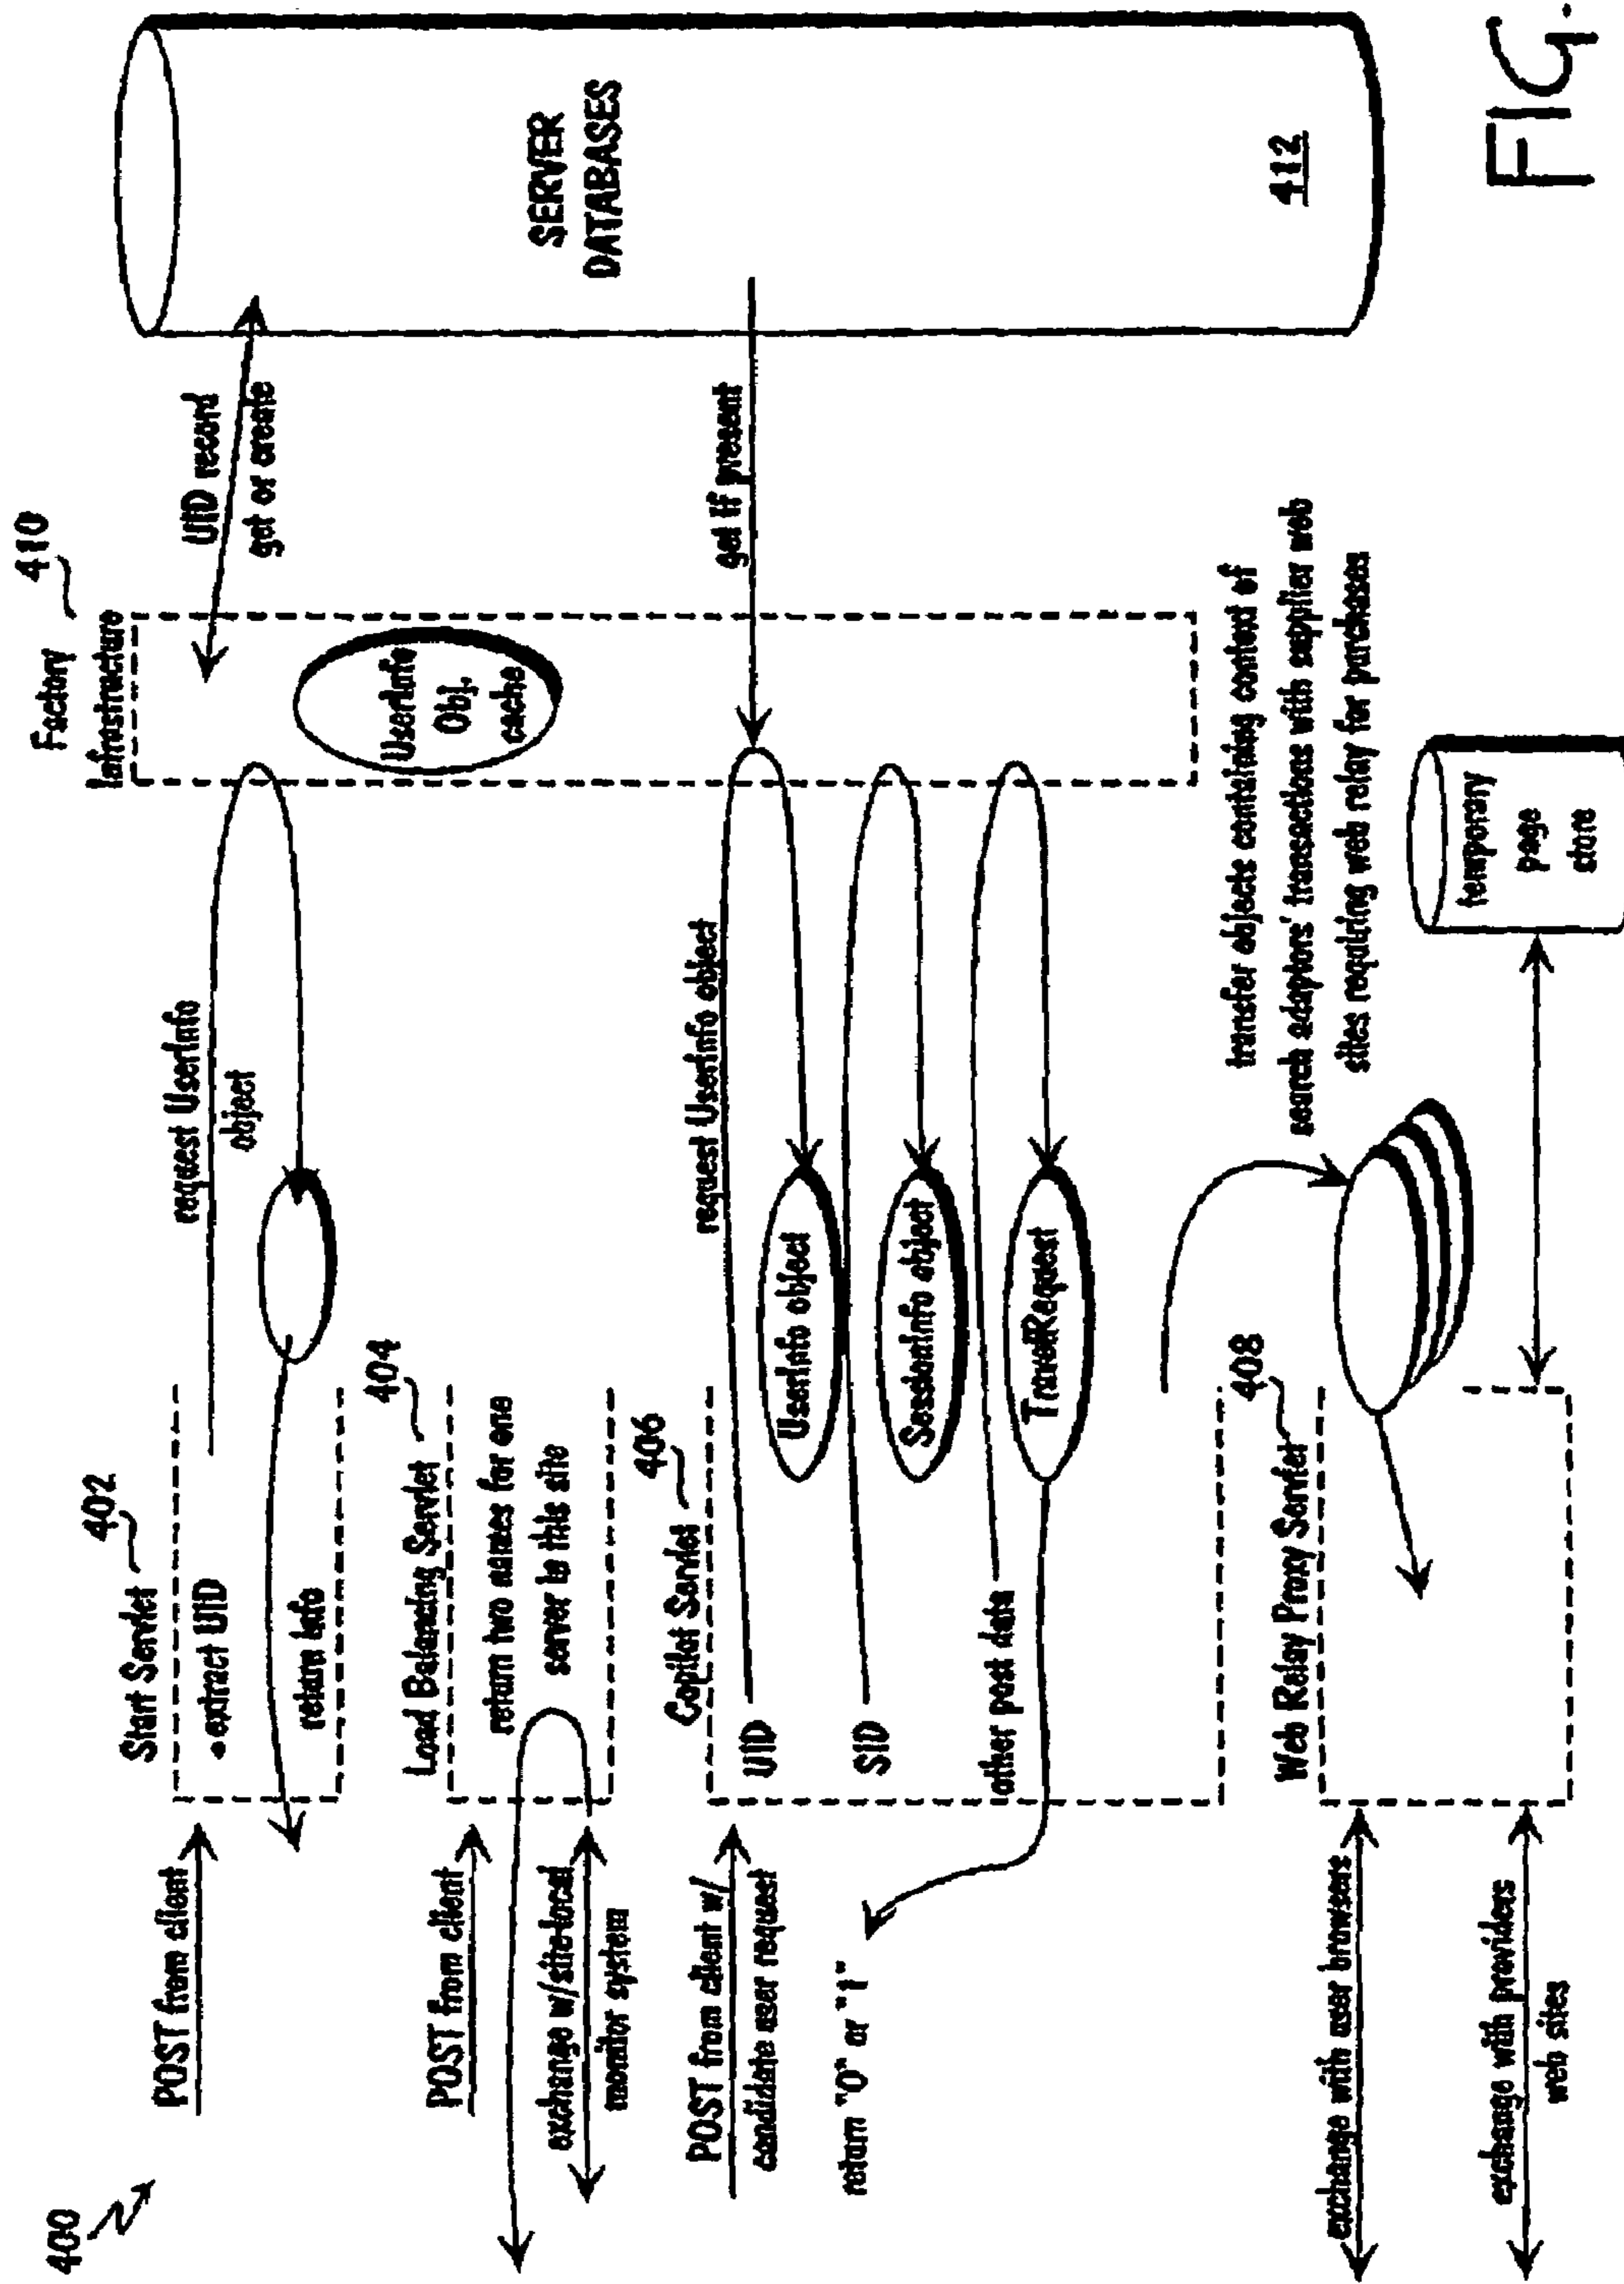 400
POST from client
Start Servlet
402
• extract UID
return info
request UserInfo
object
Factory
Infrastructure
410
UserInfo
Obj.
cache
UID record
get or create
SERVER
DATABASES
412
POST from client
exchange w/site-local
monitor system
Load Balancing Servlet
404
return two names for one
server to this site
POST from client w/
candidate user request
return "0" or "1"
Copilot Servlet
406
UID
SID
other post data
request UserInfo object
UserInfo object
SessionInfo object
TravelRequest
get if present
transfer objects containing context of
search adaptors' transactions with supplier web
sites requiring web relay for purchases
Web Relay Proxy Servlet
408
exchange with user browsers
exchange with providers
web sites
temporary
page
store
FIG.